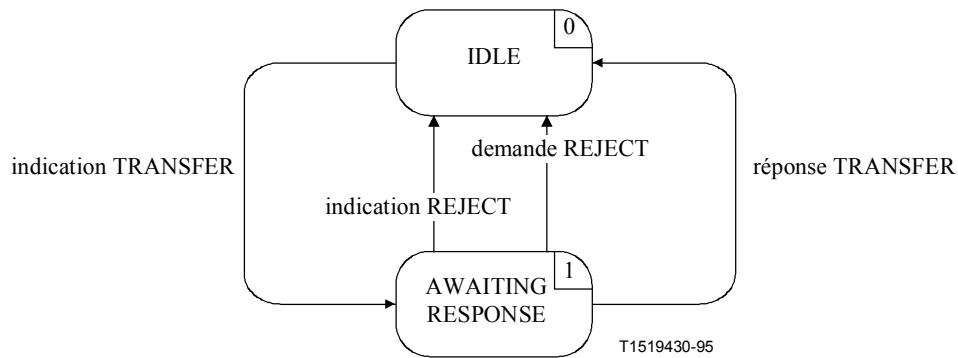 0
IDLE
demande REJECT
indication TRANSFER
réponse TRANSFER
indication REJECT
1
AWAITING
RESPONSE
T1519430-95